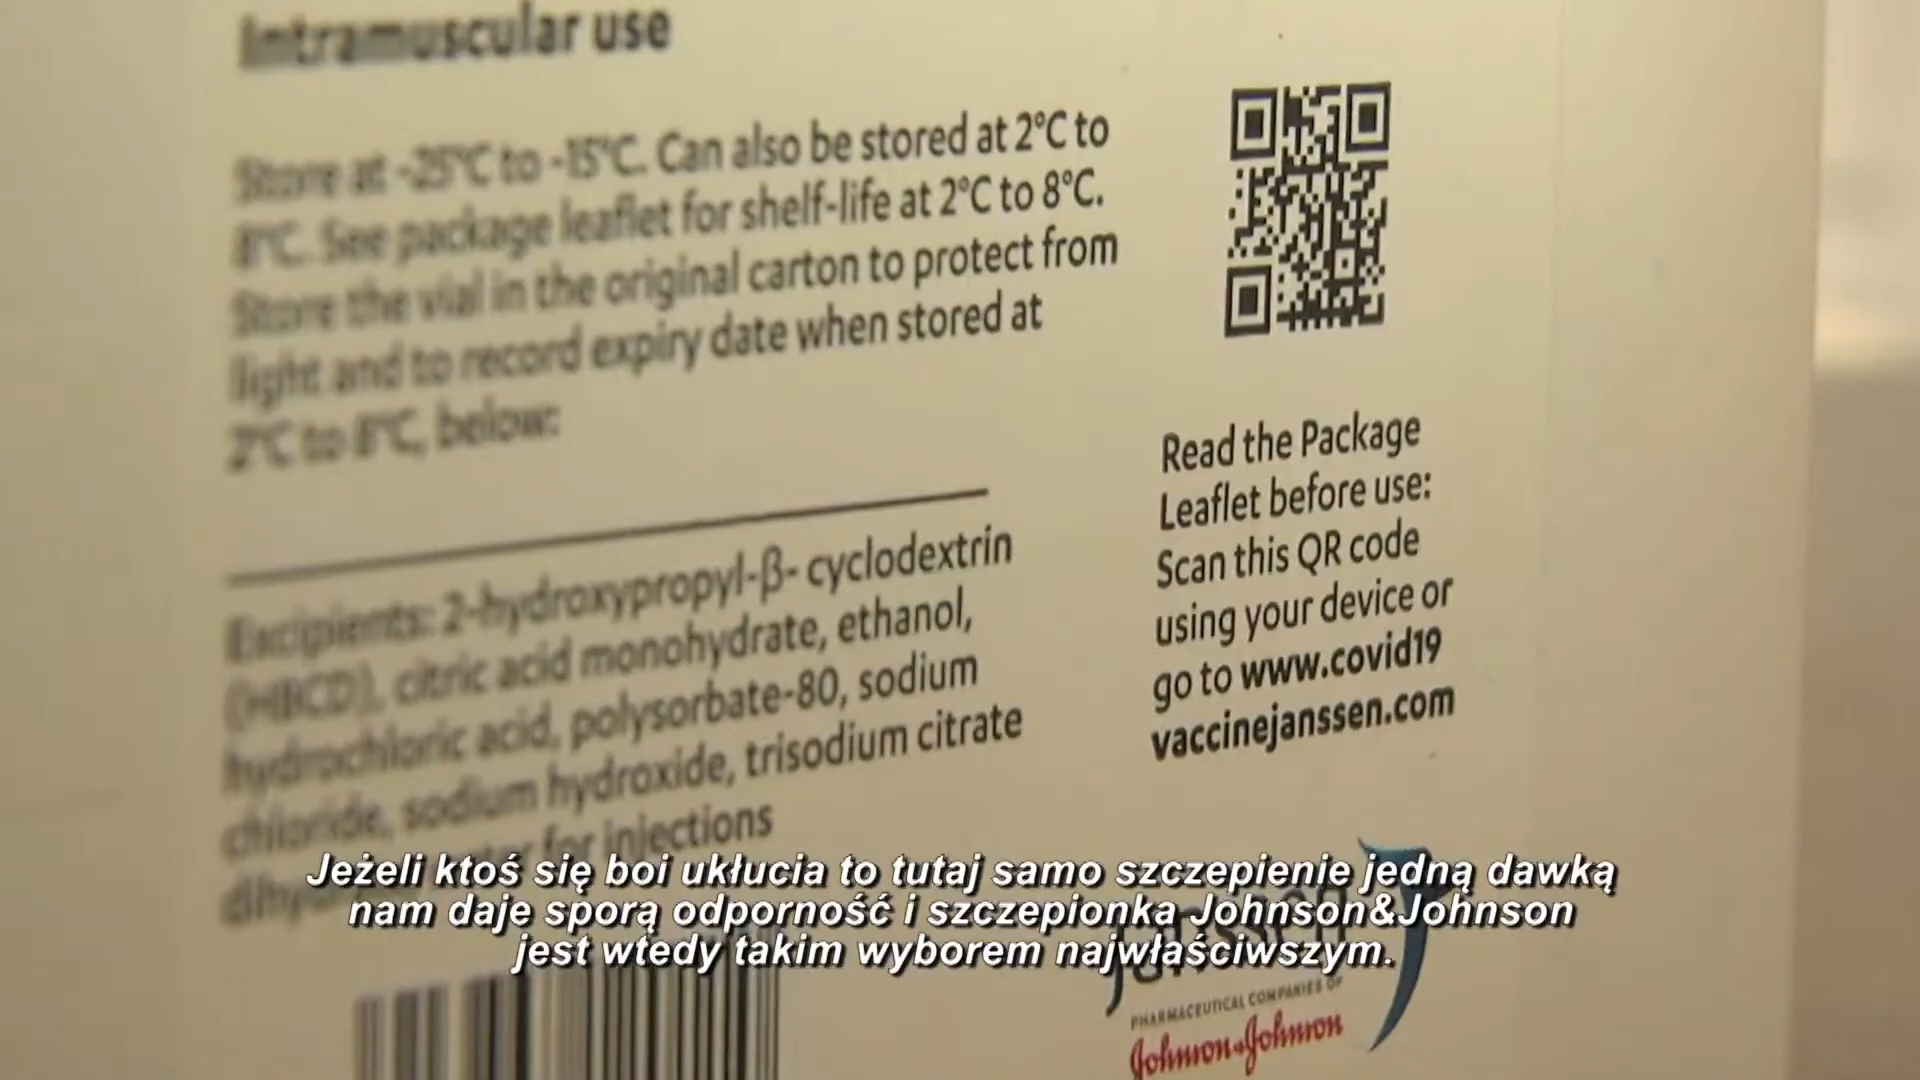 Intramuscular use
Store at -25°C to -15°C. Can also be stored at 2°C to
8°C. See package leaflet for shelf-life at 2°C to 8°C.
Store the vial in the original carton to protect from
light and to record expiry date when stored at
2°C to 8°C, below:
Excipients: 2-hydroxypropyl-β- cyclodextrin
(HBCD), citric acid monohydrate, ethanol,
hydrochloric acid, polysorbate-80, sodium
chloride, sodium hydroxide, trisodium citrate
for injections
Read the Package
Leaflet before use:
Scan this QR code
using your device or
go to www.covid19
vaccinejanssen.com
Jeżeli ktoś się boi ukłucia to tutaj samo szczepienie jedną dawką
nam daje sporą odporność i szczepionka Johnson&Johnson
jest wtedy takim wyborem najwłaściwszym.
janssen
PHARMACEUTICAL COMPANIES OF
Johnson&Johnson